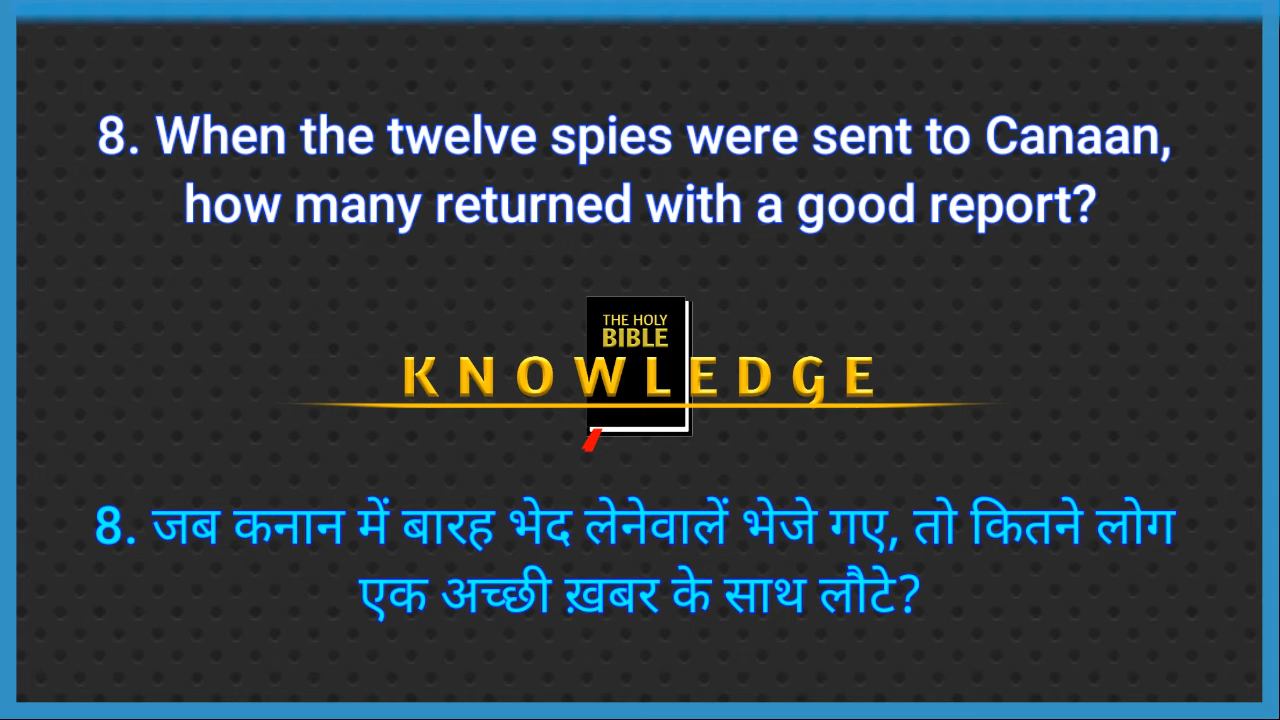 8. When the twelve spies were sent to Canaan,
how many returned with a good report?
THE HOLY
BIBLE
KNOWLEDGE
8. जब कनान में बारह भेद लेनेवालें भेजे गए, तो कितने लोग
एक अच्छी ख़बर के साथ लौटे?